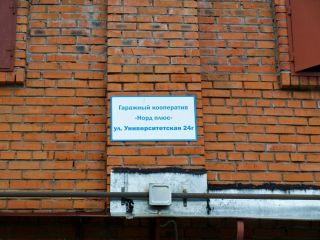 Гаражный кооператив
«Норд плюс»
ул. Университетская 24г